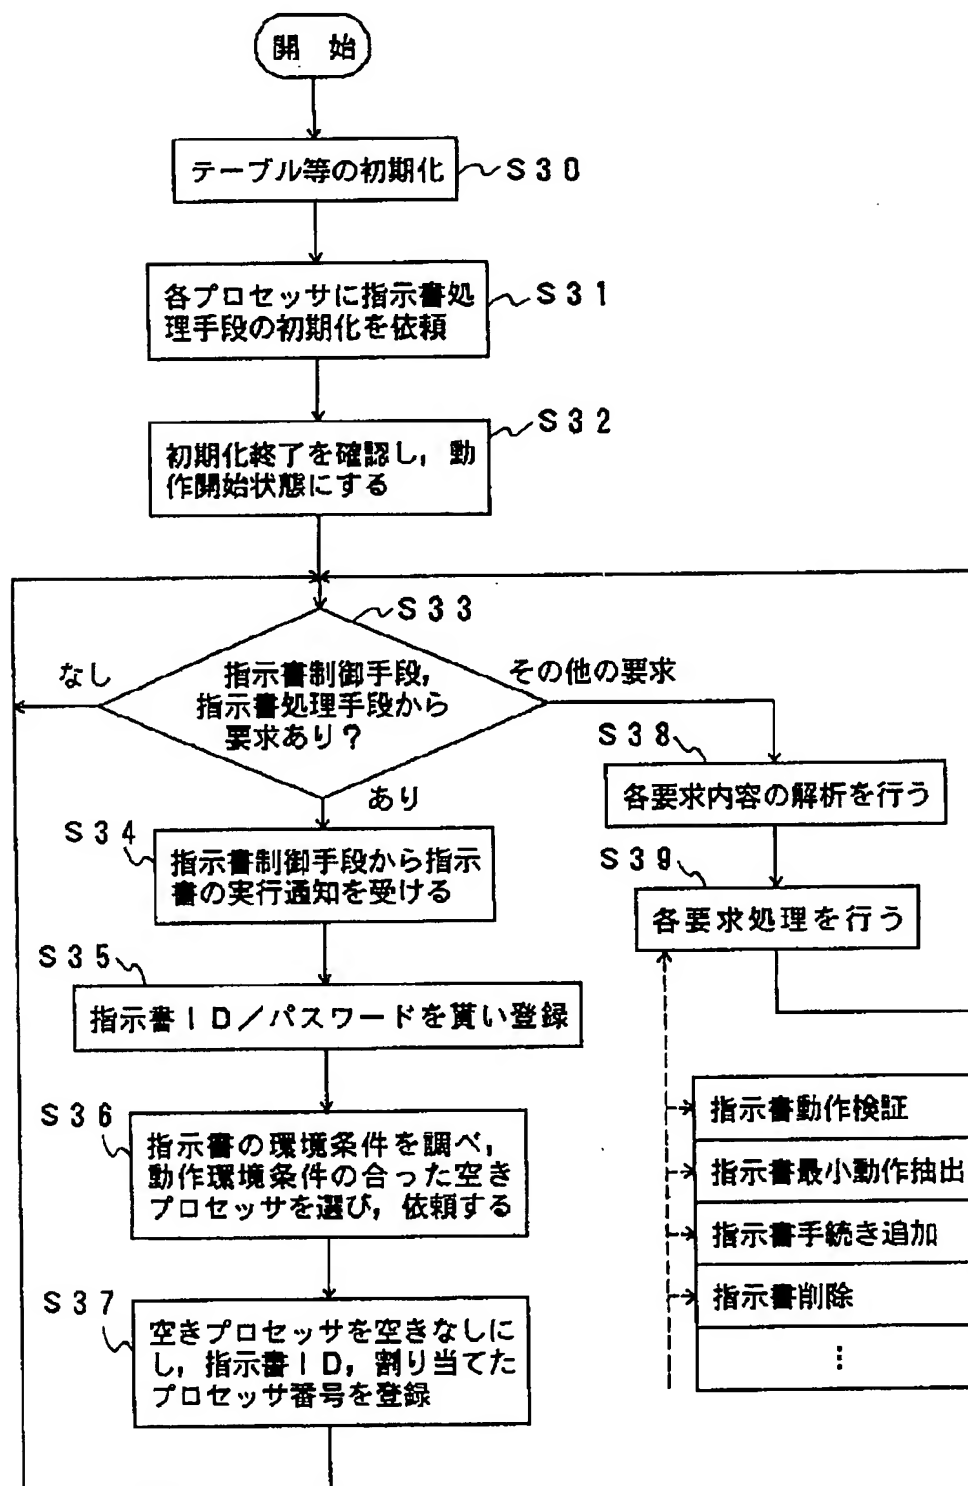 開　始
テーブル等の初期化
S30
各プロセッサに指示書処
理手段の初期化を依頼
S31
初期化終了を確認し，動
作開始状態にする
S32
S33
なし
指示書制御手段，
指示書処理手段から
要求あり？
その他の要求
あり
S34
指示書制御手段から指示
書の実行通知を受ける
S35
指示書ＩＤ／パスワードを貰い登録
S36
指示書の環境条件を調べ，
動作環境条件の合った空き
プロセッサを選び，依頼する
S37
空きプロセッサを空きなしに
し，指示書ＩＤ，割り当てた
プロセッサ番号を登録
S38
各要求内容の解析を行う
S39
各要求処理を行う
指示書動作検証
指示書最小動作抽出
指示書手続き追加
指示書削除
⋮